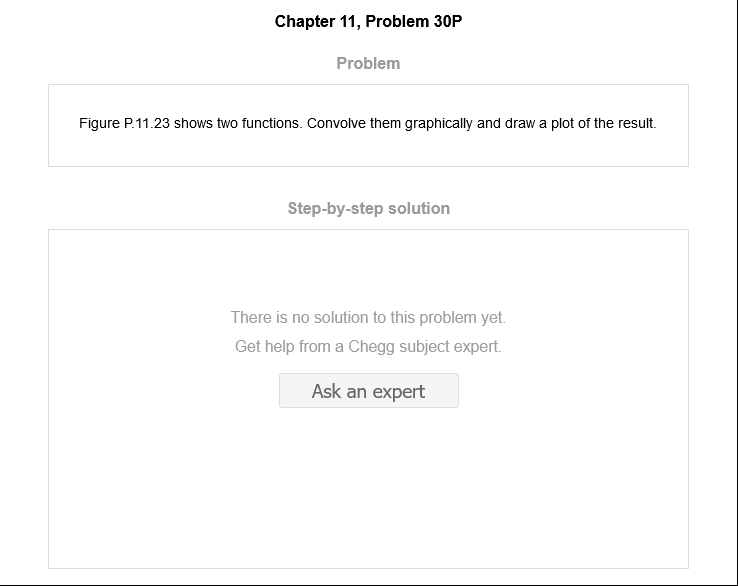 Chapter 11, Problem 30P
Problem
Figure P.11.23 shows two functions. Convolve them graphically and draw a plot of the result.
Step-by-step solution
There is no solution to this problem yet.
Get help from a Chegg subject expert.
Ask an expert